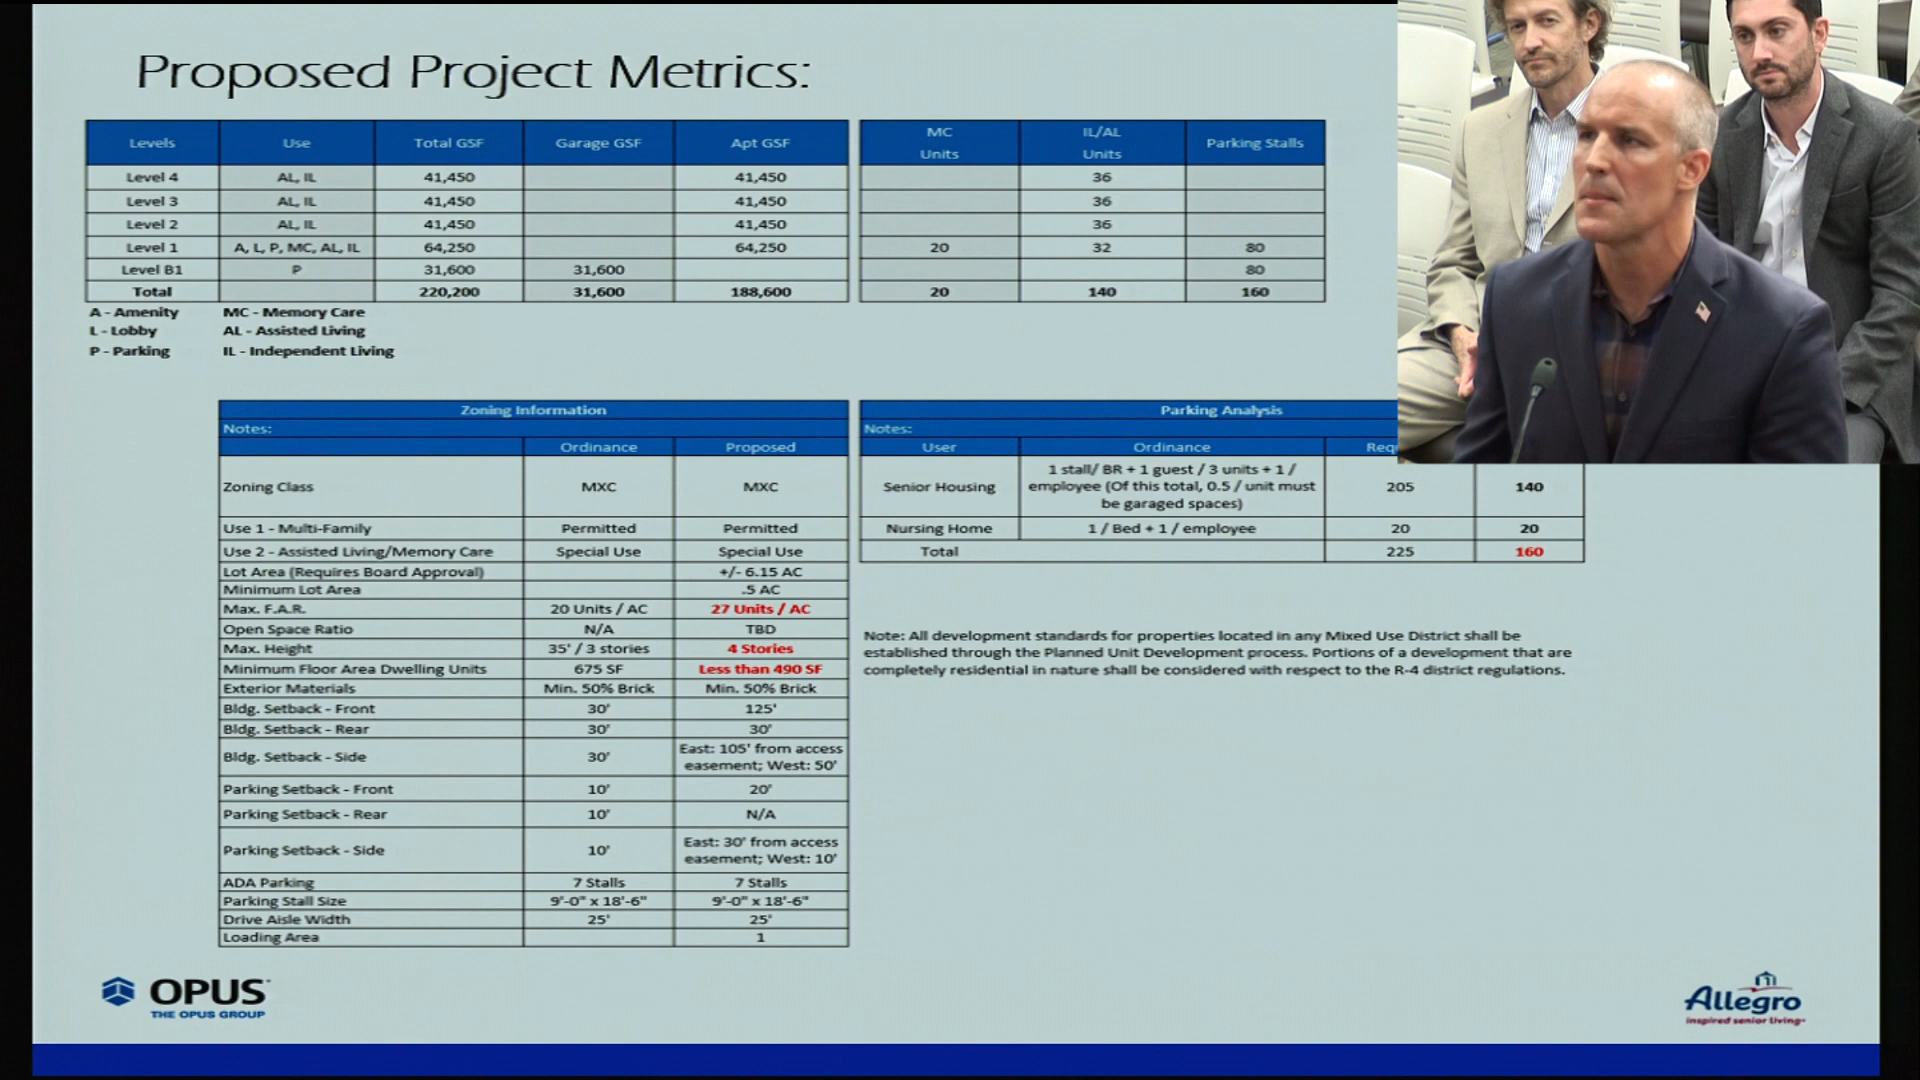 Proposed Project Metrics:
Levels Use Total GSF Garage GSF Apt GSF MC Units IL/AL Units Parking Stalls
Level 4 AL, IL 41,450 41,450 36
Level 3 AL, IL 41,450 41,450 36
Level 2 AL, IL 41,450 41,450 36
Level 1 A, L, P, MC, AL, IL 64,250 64,250 20 32 80
Level B1 P 31,600 31,600 80
Total 220,200 31,600 188,600 20 140 160
A - Amenity MC - Memory Care
L - Lobby AL - Assisted Living
P - Parking IL - Independent Living
Zoning Information
Notes:
Ordinance Proposed
Zoning Class MXC MXC
Use 1 - Multi-Family Permitted Permitted
Use 2 - Assisted Living/Memory Care Special Use Special Use
Lot Area (Requires Board Approval) +/- 6.15 AC
Minimum Lot Area .5 AC
Max. F.A.R. 20 Units / AC 27 Units / AC
Open Space Ratio N/A TBD
Max. Height 35' / 3 stories 4 Stories
Minimum Floor Area Dwelling Units 675 SF Less than 490 SF
Exterior Materials Min. 50% Brick Min. 50% Brick
Bldg. Setback - Front 30' 125'
Bldg. Setback - Rear 30' 30'
Bldg. Setback - Side 30' East: 105' from access
easement; West: 50'
Parking Setback - Front 10' 20'
Parking Setback - Rear 10' N/A
Parking Setback - Side 10' East: 30' from access
easement; West: 10'
ADA Parking 7 Stalls 7 Stalls
Parking Stall Size 9'-0" x 18'-6" 9'-0" x 18'-6"
Drive Aisle Width 25' 25'
Loading Area 1
Parking Analysis
Notes:
User Ordinance
Senior Housing 1 stall/ BR + 1 guest / 3 units + 1 /
employee (Of this total, 0.5 / unit must
be garaged spaces) 205 140
Nursing Home 1 / Bed + 1 / employee 20 20
Total 225 160
Note: All development standards for properties located in any Mixed Use District shall be
established through the Planned Unit Development process. Portions of a development that are
completely residential in nature shall be considered with respect to the R-4 district regulations.
OPUS
THE OPUS GROUP
Allegro
inspired senior living